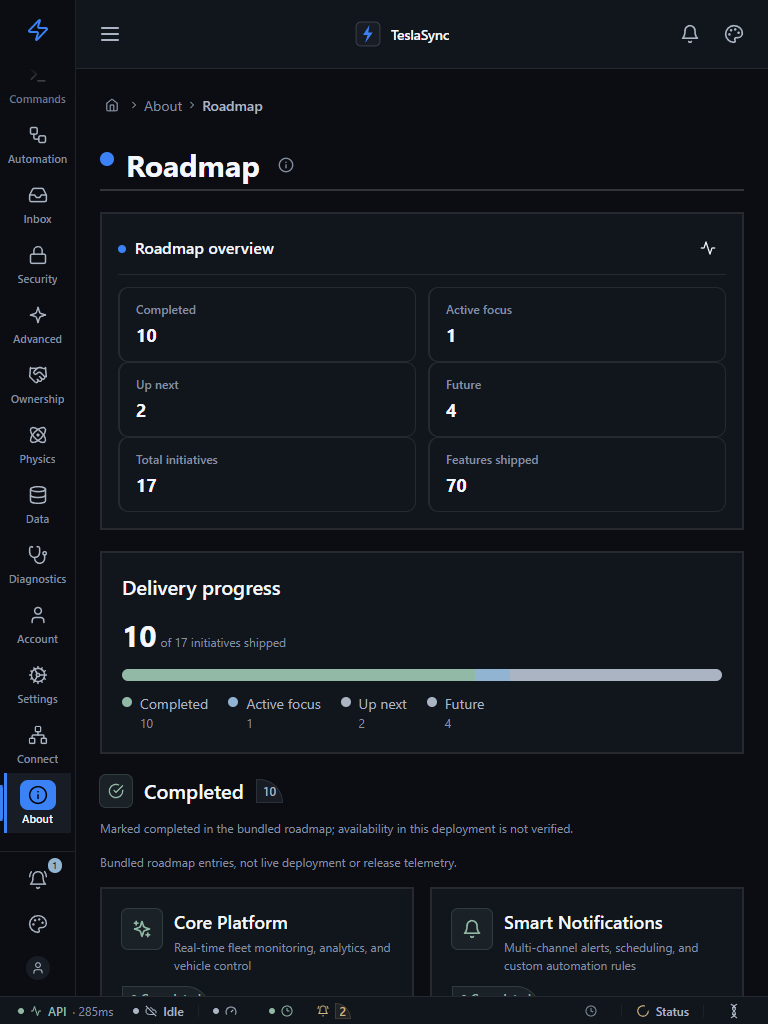 TeslaSync
Commands
Automation
Inbox
Security
Advanced
Ownership
Physics
Data
Diagnostics
Account
Settings
Connect
About
1
About
Roadmap
Roadmap
Roadmap overview
Completed
10
Active focus
1
Up next
2
Future
4
Total initiatives
17
Features shipped
70
Delivery progress
10 of 17 initiatives shipped
Completed
10
Active focus
1
Up next
2
Future
4
Completed 10
Marked completed in the bundled roadmap; availability in this deployment is not verified.
Bundled roadmap entries, not live deployment or release telemetry.
Core Platform
Real-time fleet monitoring, analytics, and
vehicle control
Smart Notifications
Multi-channel alerts, scheduling, and
custom automation rules
API · 285ms
Idle
2
Status